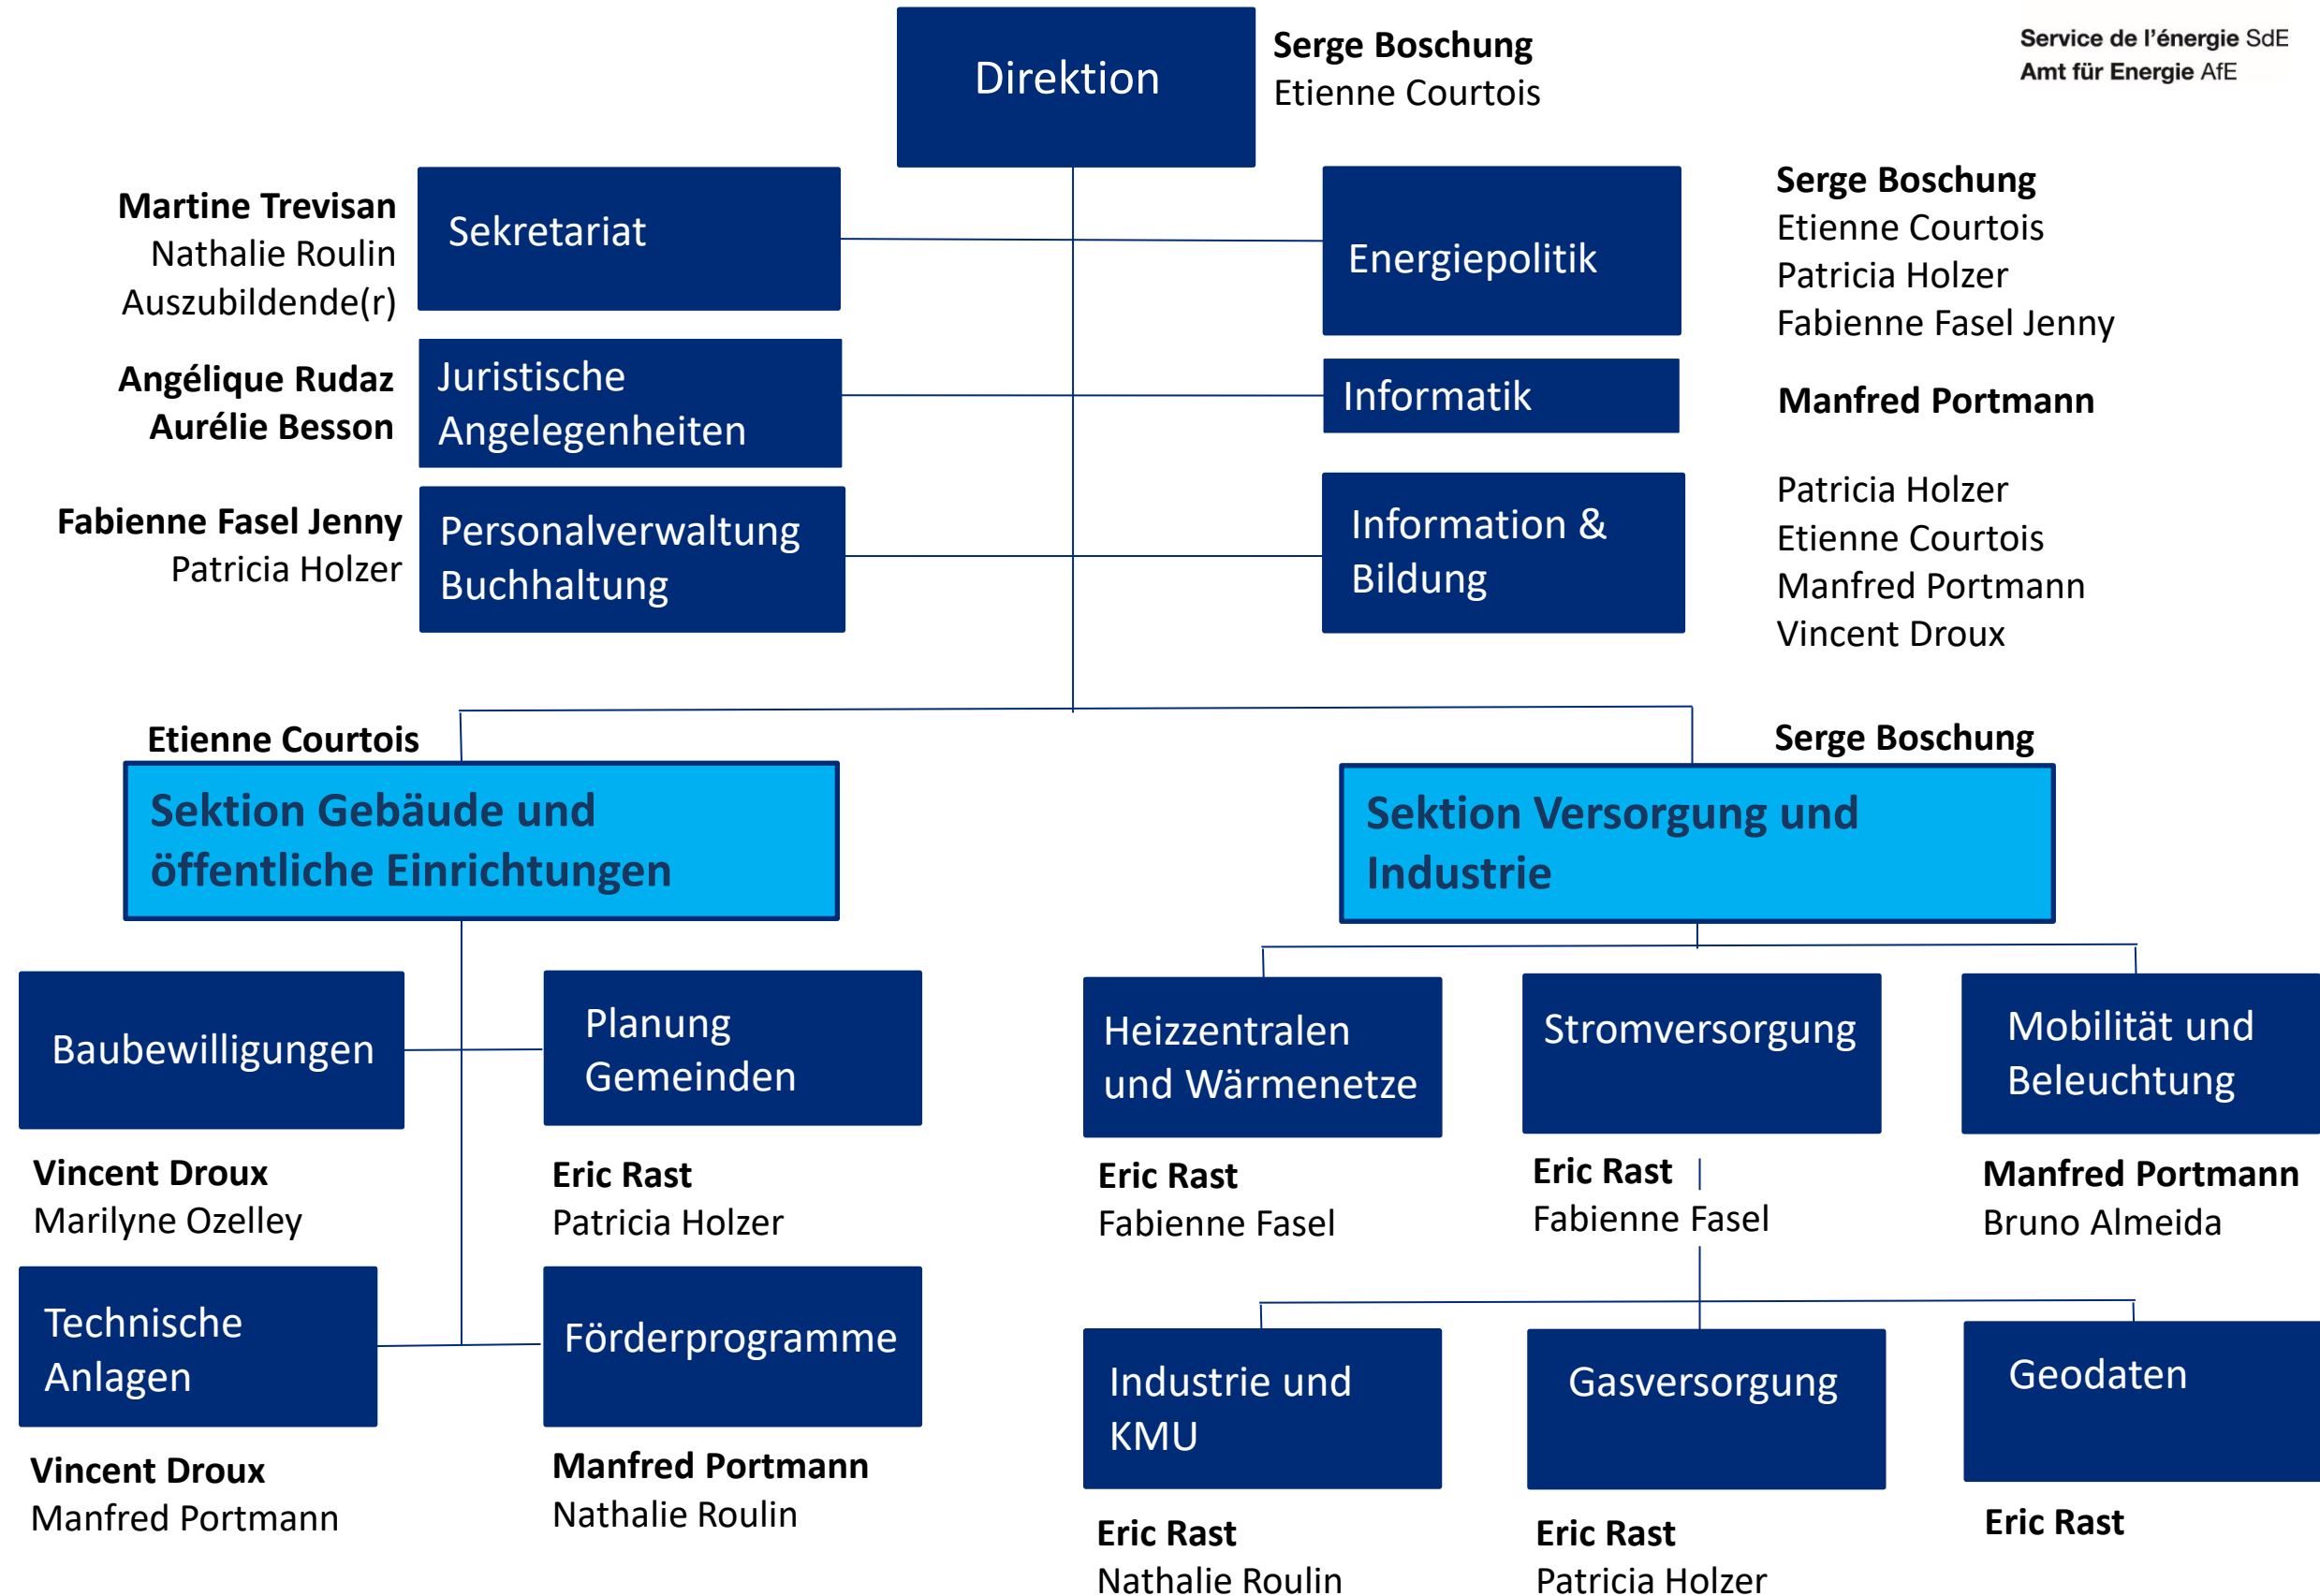 Direktion
Serge Boschung
Etienne Courtois
Service de l'énergie SdE
Amt für Energie AfE
Martine Trevisan
Nathalie Roulin
Auszubildende(r)
Sekretariat
Energiepolitik
Serge Boschung
Etienne Courtois
Patricia Holzer
Fabienne Fasel Jenny
Angélique Rudaz
Aurélie Besson
Juristische
Angelegenheiten
Informatik
Manfred Portmann
Fabienne Fasel Jenny
Patricia Holzer
Personalverwaltung
Buchhaltung
Information &
Bildung
Patricia Holzer
Etienne Courtois
Manfred Portmann
Vincent Droux
Etienne Courtois
Sektion Gebäude und
öffentliche Einrichtungen
Serge Boschung
Sektion Versorgung und
Industrie
Baubewilligungen
Vincent Droux
Marilyne Ozelley
Planung
Gemeinden
Eric Rast
Patricia Holzer
Technische
Anlagen
Vincent Droux
Manfred Portmann
Förderprogramme
Manfred Portmann
Nathalie Roulin
Heizzentralen
und Wärmenetze
Eric Rast
Fabienne Fasel
Stromversorgung
Eric Rast
Fabienne Fasel
Mobilität und
Beleuchtung
Manfred Portmann
Bruno Almeida
Industrie und
KMU
Eric Rast
Nathalie Roulin
Gasversorgung
Eric Rast
Patricia Holzer
Geodaten
Eric Rast